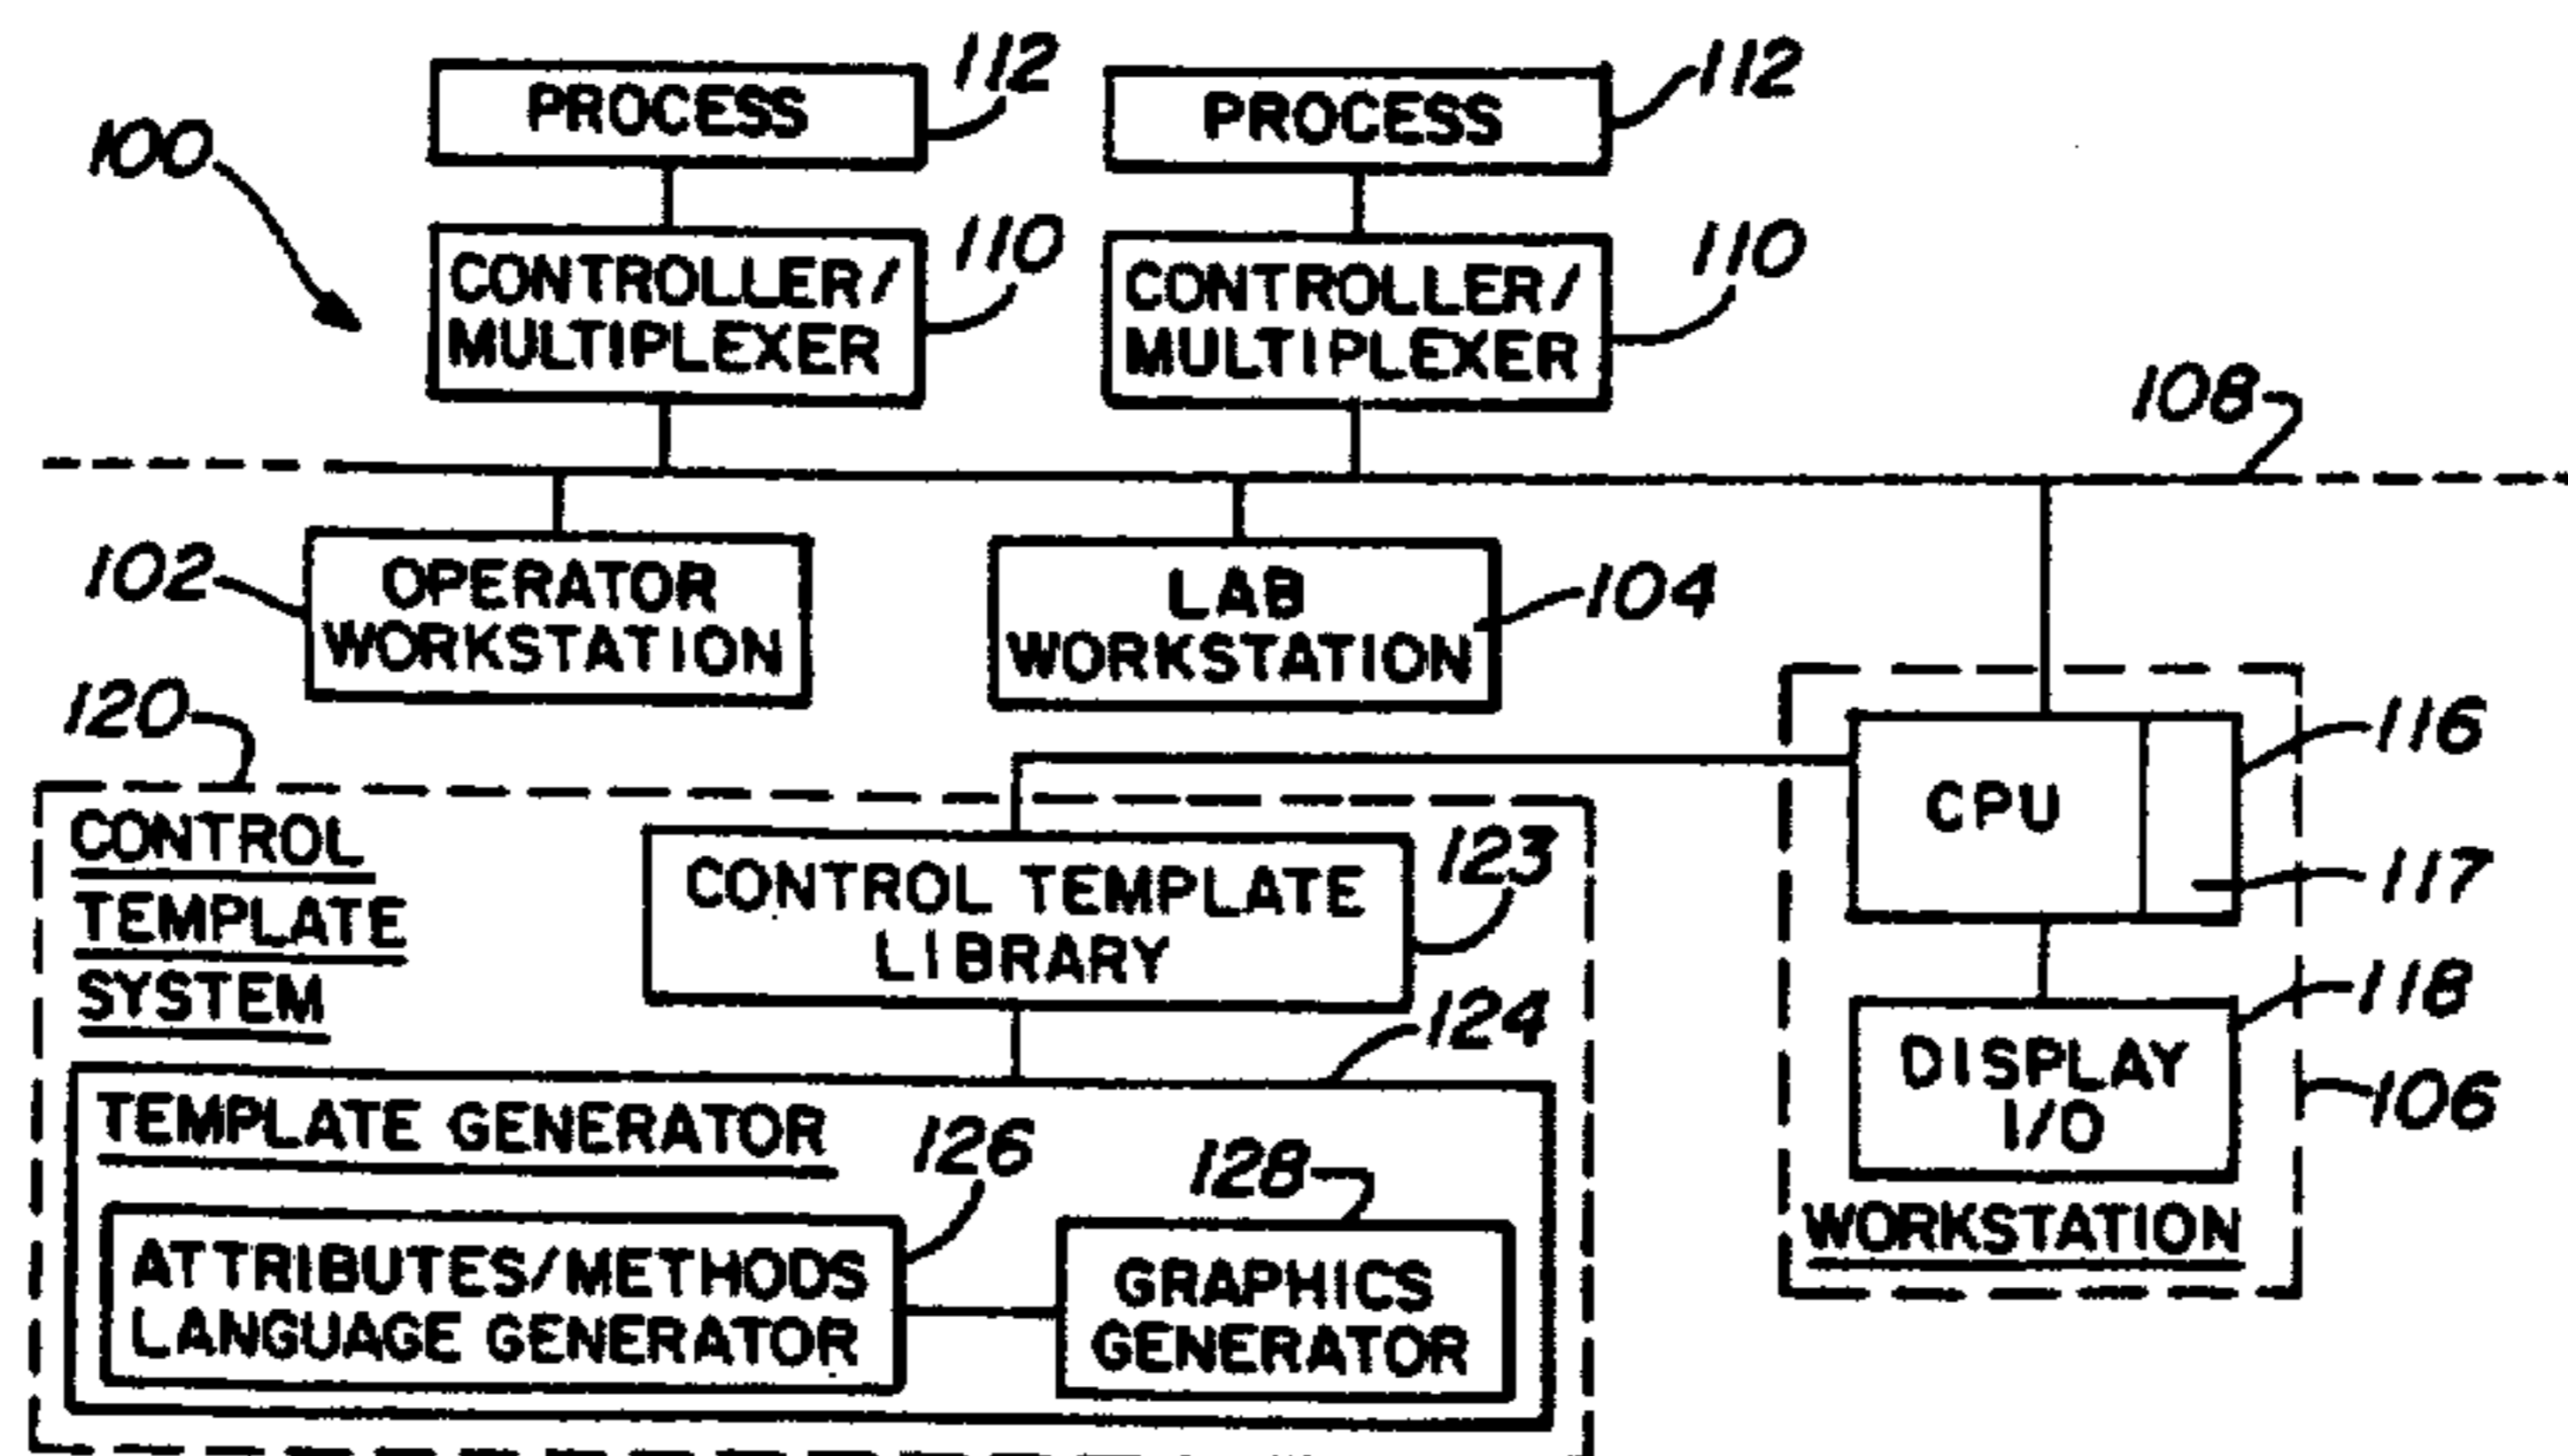 PROCESS
112
PROCESS
112
100
CONTROLLER/
MULTIPLEXER
110
CONTROLLER/
MULTIPLEXER
110
108
102
OPERATOR
WORKSTATION
LAB
WORKSTATION
104
120
CONTROL
TEMPLATE
SYSTEM
CONTROL TEMPLATE
LIBRARY
123
124
TEMPLATE GENERATOR
126
128
ATTRIBUTES/METHODS
LANGUAGE GENERATOR
GRAPHICS
GENERATOR
CPU
116
117
118
DISPLAY
I/O
106
WORKSTATION